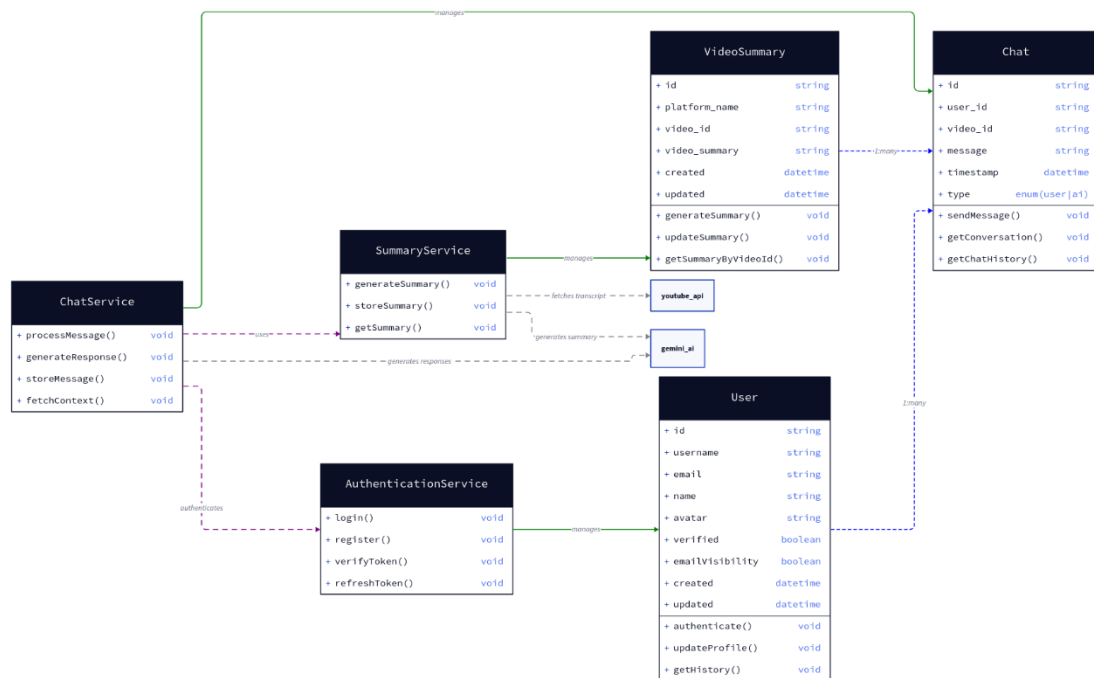 manages
VideoSummary
+ id string
+ platform_name string
+ video_id string
+ video_summary string
+ created datetime
+ updated datetime
+ generateSummary() void
+ updateSummary() void
+ getSummaryByVideoId() void
Chat
+ id string
+ user_id string
+ video_id string
+ message string
+ timestamp datetime
+ type enum(user|ai)
+ sendMessage() void
+ getConversation() void
+ getChatHistory() void
1:many
SummaryService
+ generateSummary() void
+ storeSummary() void
+ getSummary() void
manages
fetches transcript
youtube_api
generates summary
gemini_ai
ChatService
+ processMessage() void
+ generateResponse() void
+ storeMessage() void
+ fetchContext() void
uses
generates responses
authenticates
AuthenticationService
+ login() void
+ register() void
+ verifyToken() void
+ refreshToken() void
manages
User
+ id string
+ username string
+ email string
+ name string
+ avatar string
+ verified boolean
+ emailVisibility boolean
+ created datetime
+ updated datetime
+ authenticate() void
+ updateProfile() void
+ getHistory() void
1:many